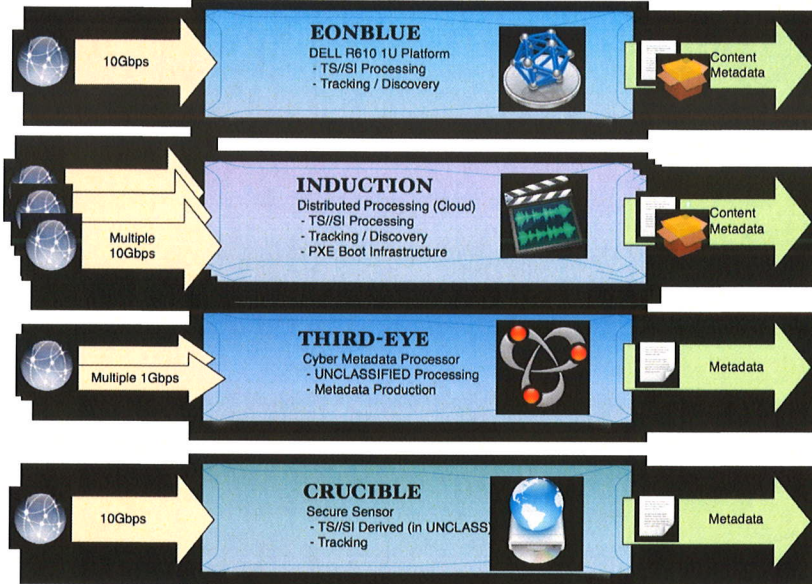 10Gbps
EONBLUE
DELL R610 1U Platform
- TS//SI Processing
- Tracking / Discovery
Content
Metadata
Multiple
10Gbps
INDUCTION
Distributed Processing (Cloud)
- TS//SI Processing
- Tracking / Discovery
- PXE Boot Infrastructure
Content
Metadata
Multiple 1Gbps
THIRD-EYE
Cyber Metadata Processor
- UNCLASSIFIED Processing
- Metadata Production
Metadata
10Gbps
CRUCIBLE
Secure Sensor
- TS//SI Derived (in UNCLASS)
- Tracking
Metadata